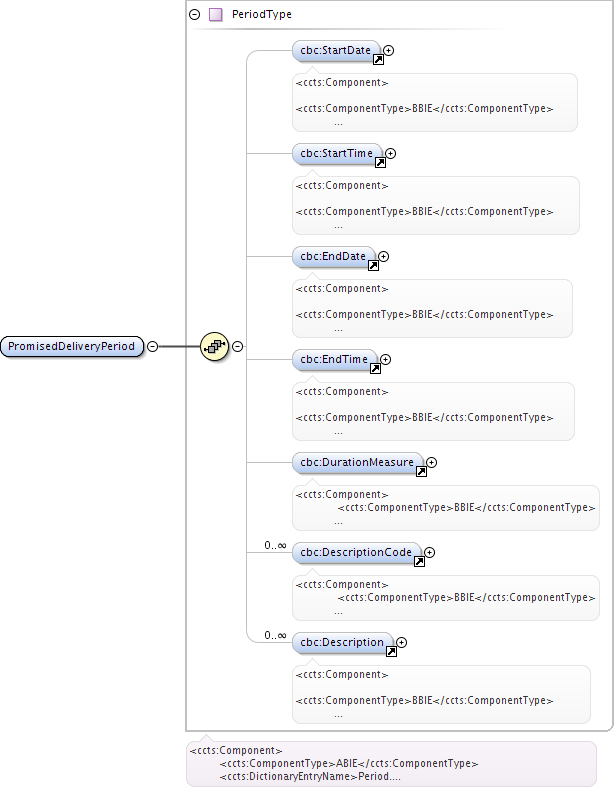 PeriodType
cbc:StartDate
<ccts:Component>
<ccts:ComponentType>BBIE</ccts:ComponentType>
...
cbc:StartTime
<ccts:Component>
<ccts:ComponentType>BBIE</ccts:ComponentType>
...
cbc:EndDate
<ccts:Component>
<ccts:ComponentType>BBIE</ccts:ComponentType>
...
PromisedDeliveryPeriod
cbc:EndTime
<ccts:Component>
<ccts:ComponentType>BBIE</ccts:ComponentType>
...
cbc:DurationMeasure
<ccts:Component>
<ccts:ComponentType>BBIE</ccts:ComponentType>
...
0..∞
cbc:DescriptionCode
<ccts:Component>
<ccts:ComponentType>BBIE</ccts:ComponentType>
...
0..∞
cbc:Description
<ccts:Component>
<ccts:ComponentType>BBIE</ccts:ComponentType>
...
<ccts:Component>
<ccts:ComponentType>ABIE</ccts:ComponentType>
<ccts:DictionaryEntryName>Period....